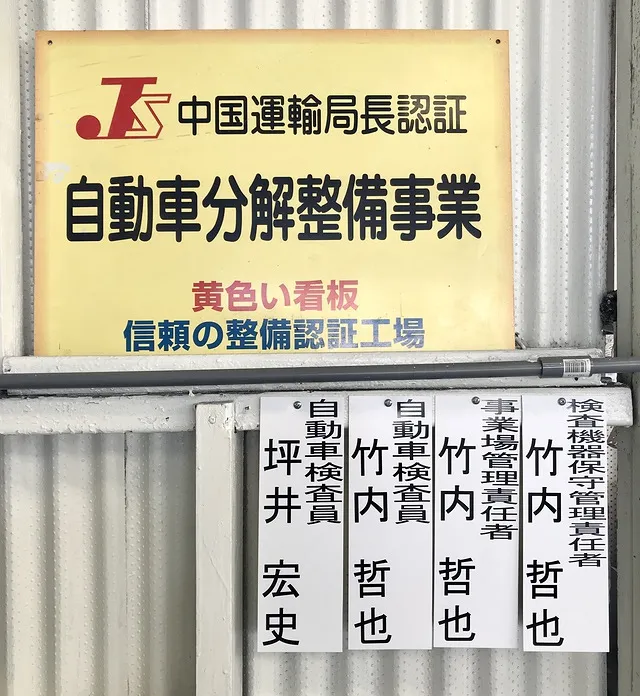 JS 中国運輸局長認証
自動車分解整備事業
黄色い看板
信頼の整備認証工場
検査機器保守管理責任者
竹内 哲也
事業場管理責任者
竹内 哲也
自動車検査員
竹内 哲也
自動車検査員
坪井 宏史